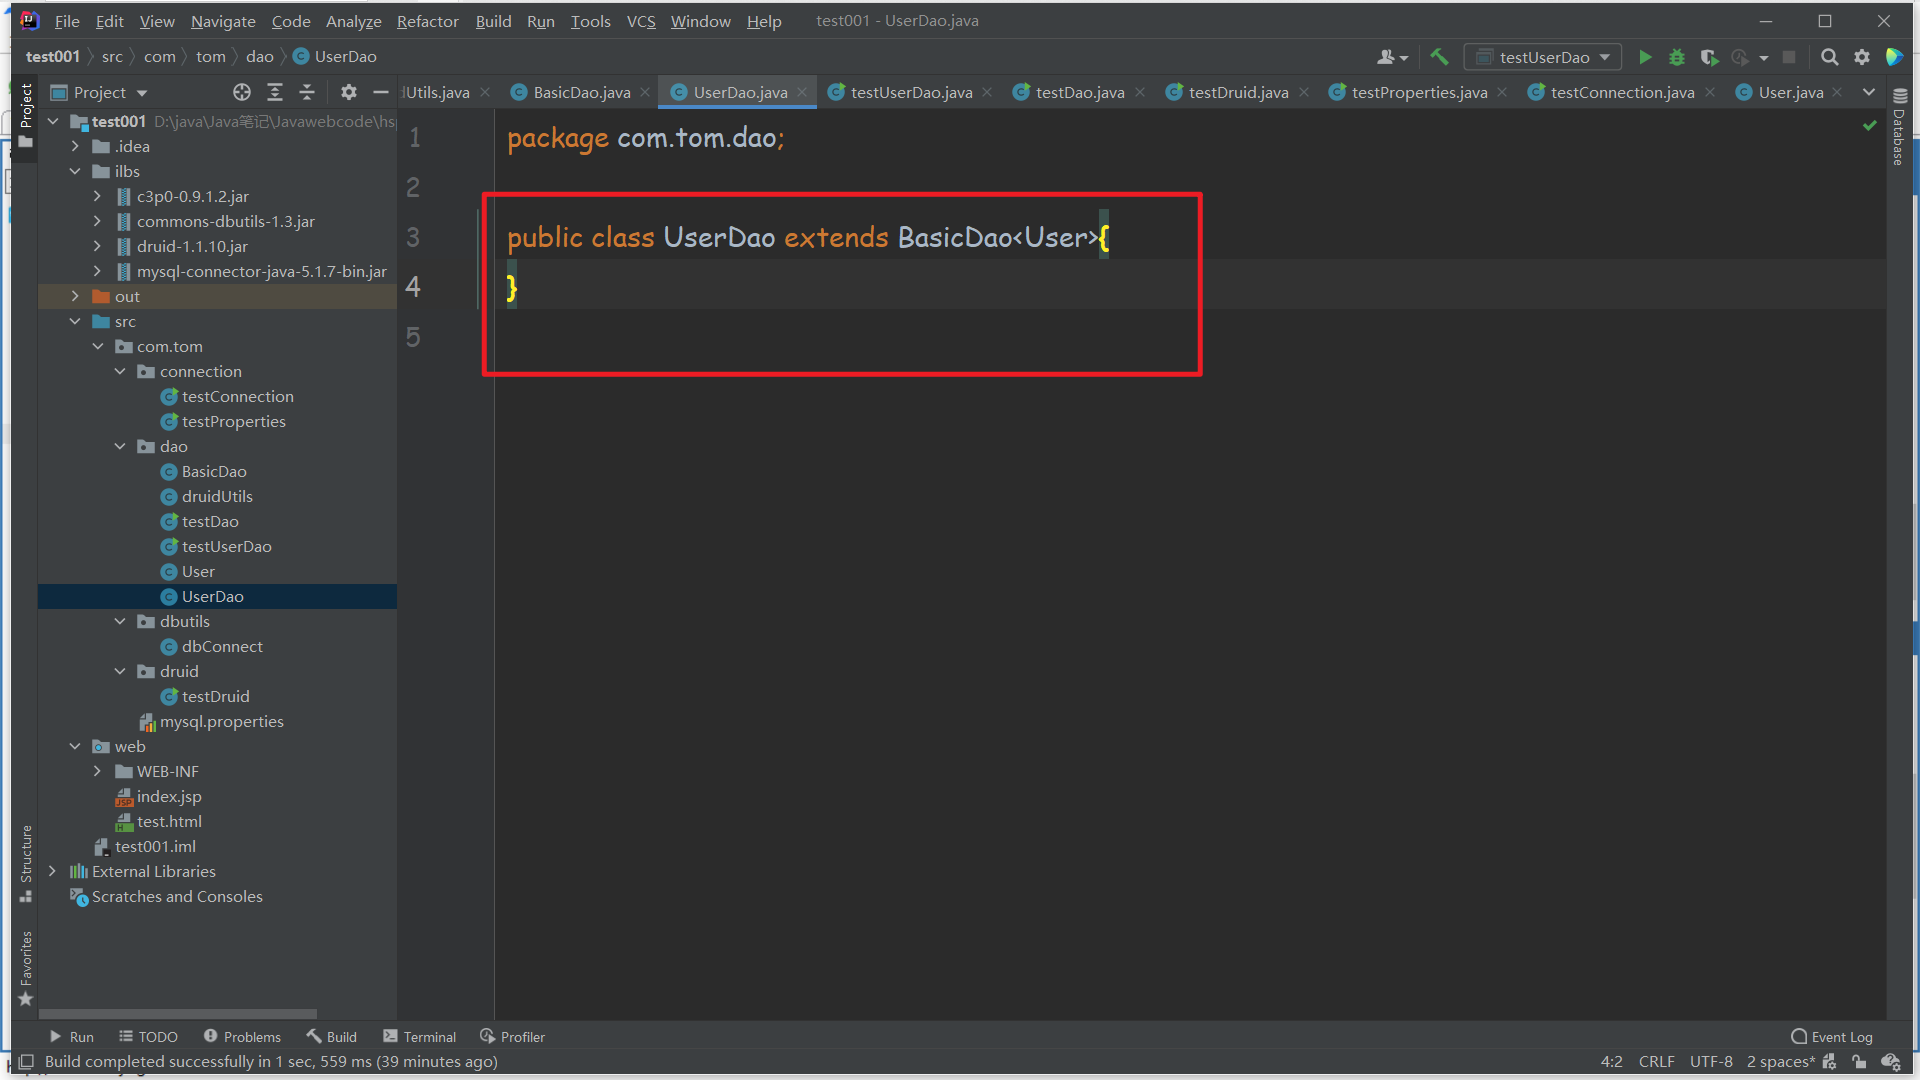 File Edit View Navigate Code Analyze Refactor Build Run Tools VCS Window Help test001 - UserDao.java
test001 src com tom dao UserDao
testUserDao
Project
Utils.java BasicDao.java UserDao.java testUserDao.java testDao.java testDruid.java testProperties.java testConnection.java User.java
Project
Database
test001 D:\java\Java笔记\Javawebcode\hsp
.idea
ilbs
c3p0-0.9.1.2.jar
commons-dbutils-1.3.jar
druid-1.1.10.jar
mysql-connector-java-5.1.7-bin.jar
out
src
com.tom
connection
testConnection
testProperties
dao
BasicDao
druidUtils
testDao
testUserDao
User
UserDao
dbutils
dbConnect
druid
testDruid
mysql.properties
web
WEB-INF
index.jsp
test.html
test001.iml
External Libraries
Scratches and Consoles
1 package com.tom.dao;
2
3 public class UserDao extends BasicDao<User>{
4 }
5
Structure
Favorites
Run TODO Problems Build Terminal Profiler Event Log
Build completed successfully in 1 sec, 559 ms (39 minutes ago) 4:2 CRLF UTF-8 2 spaces*